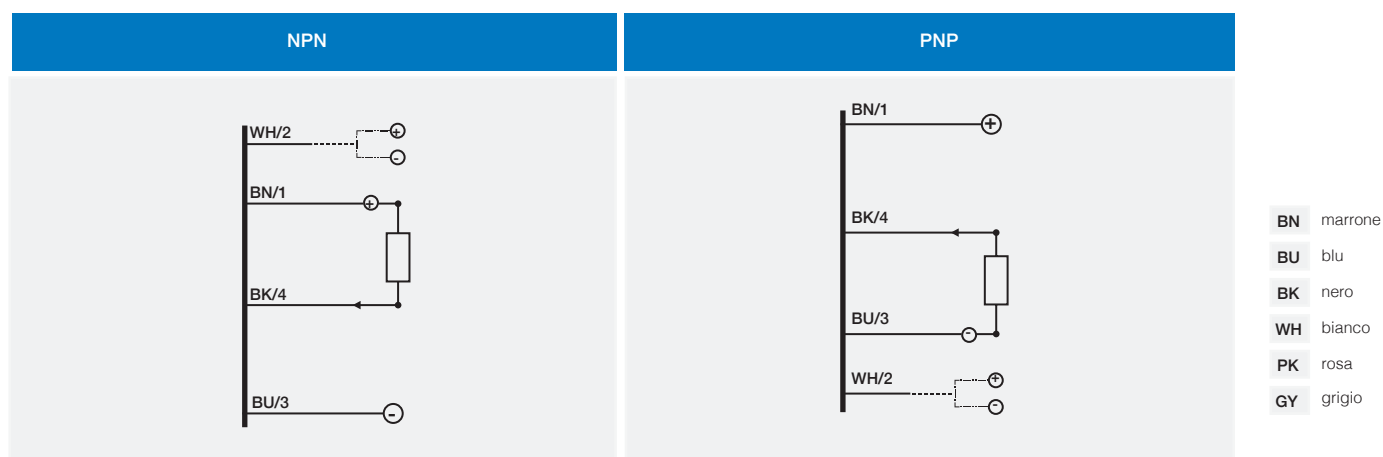 NPN
PNP
WH/2
+
-
BN/1
+
BK/4
BU/3
-
BN/1
+
BK/4
BU/3
-
WH/2
+
-
BN marrone
BU blu
BK nero
WH bianco
PK rosa
GY grigio